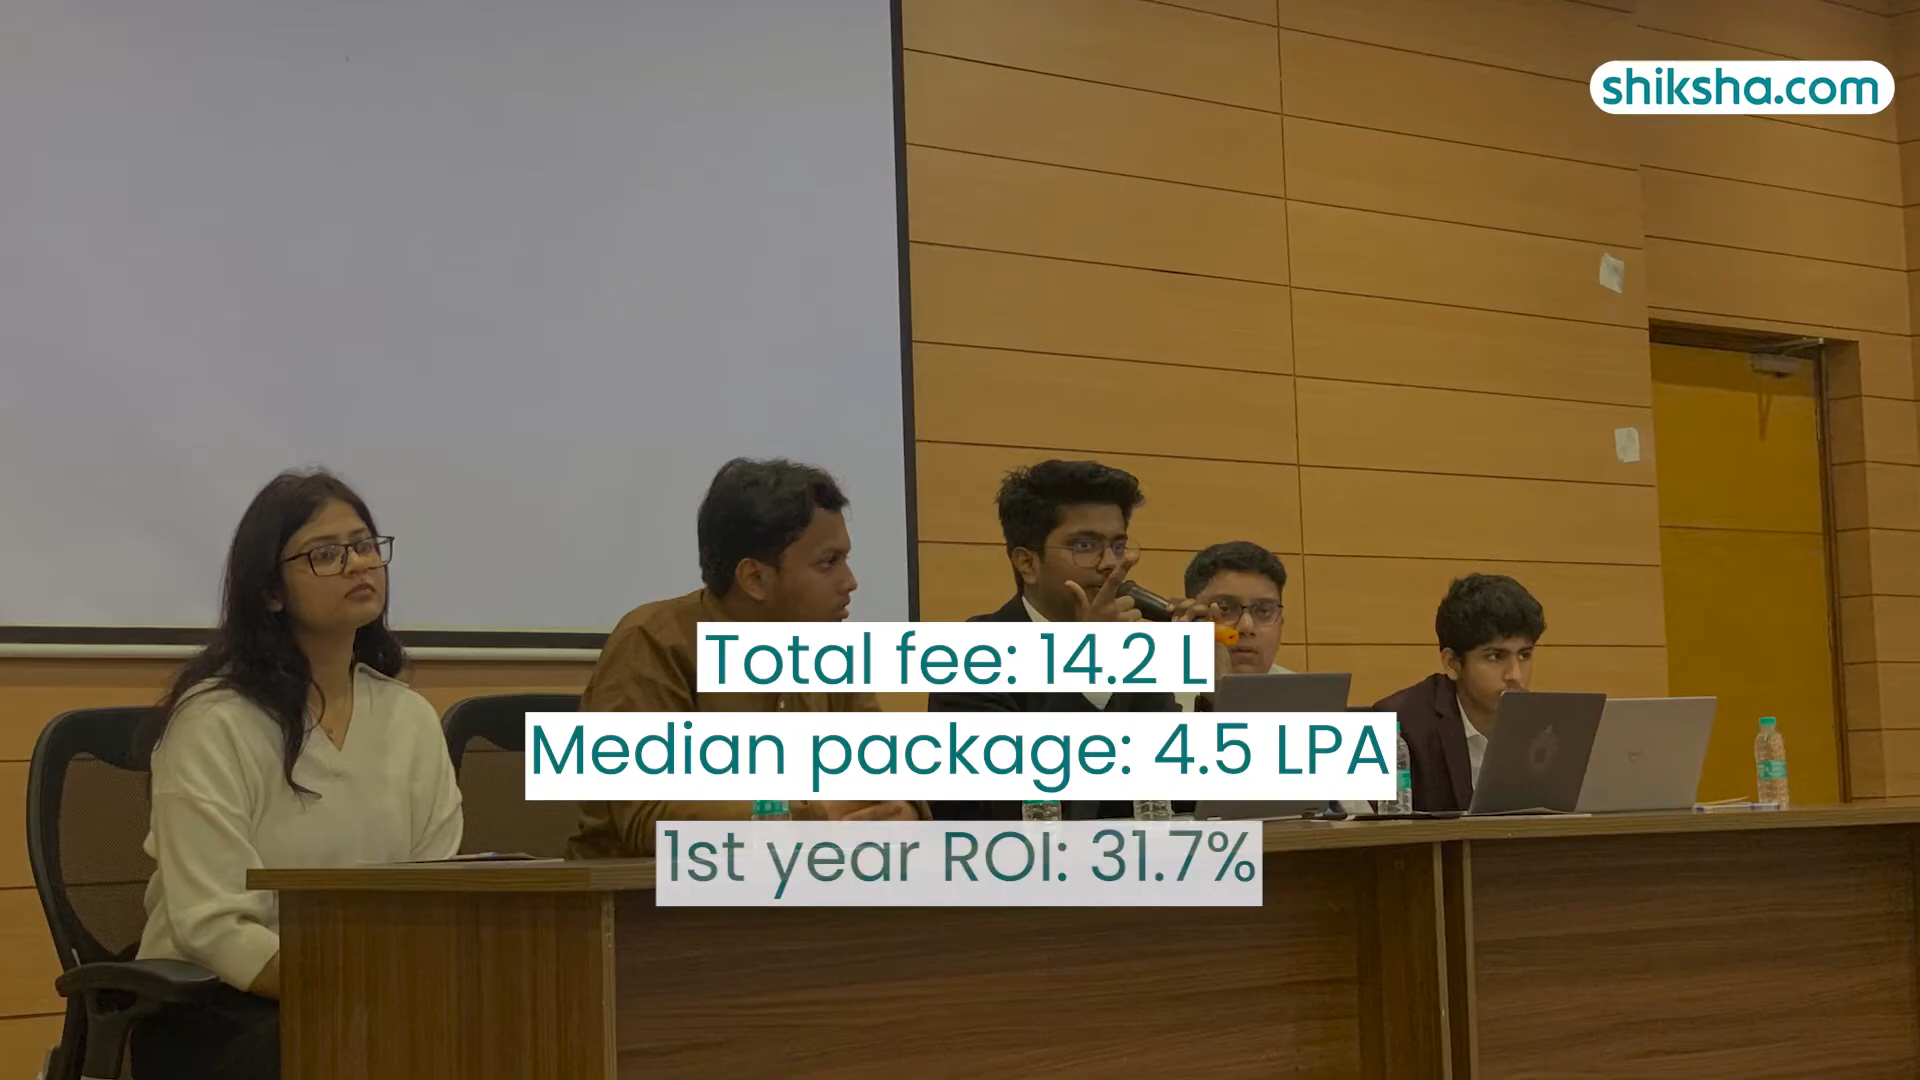 shiksha.com
Total fee: 14.2 L
Median package: 4.5 LPA
1st year ROI: 31.7%